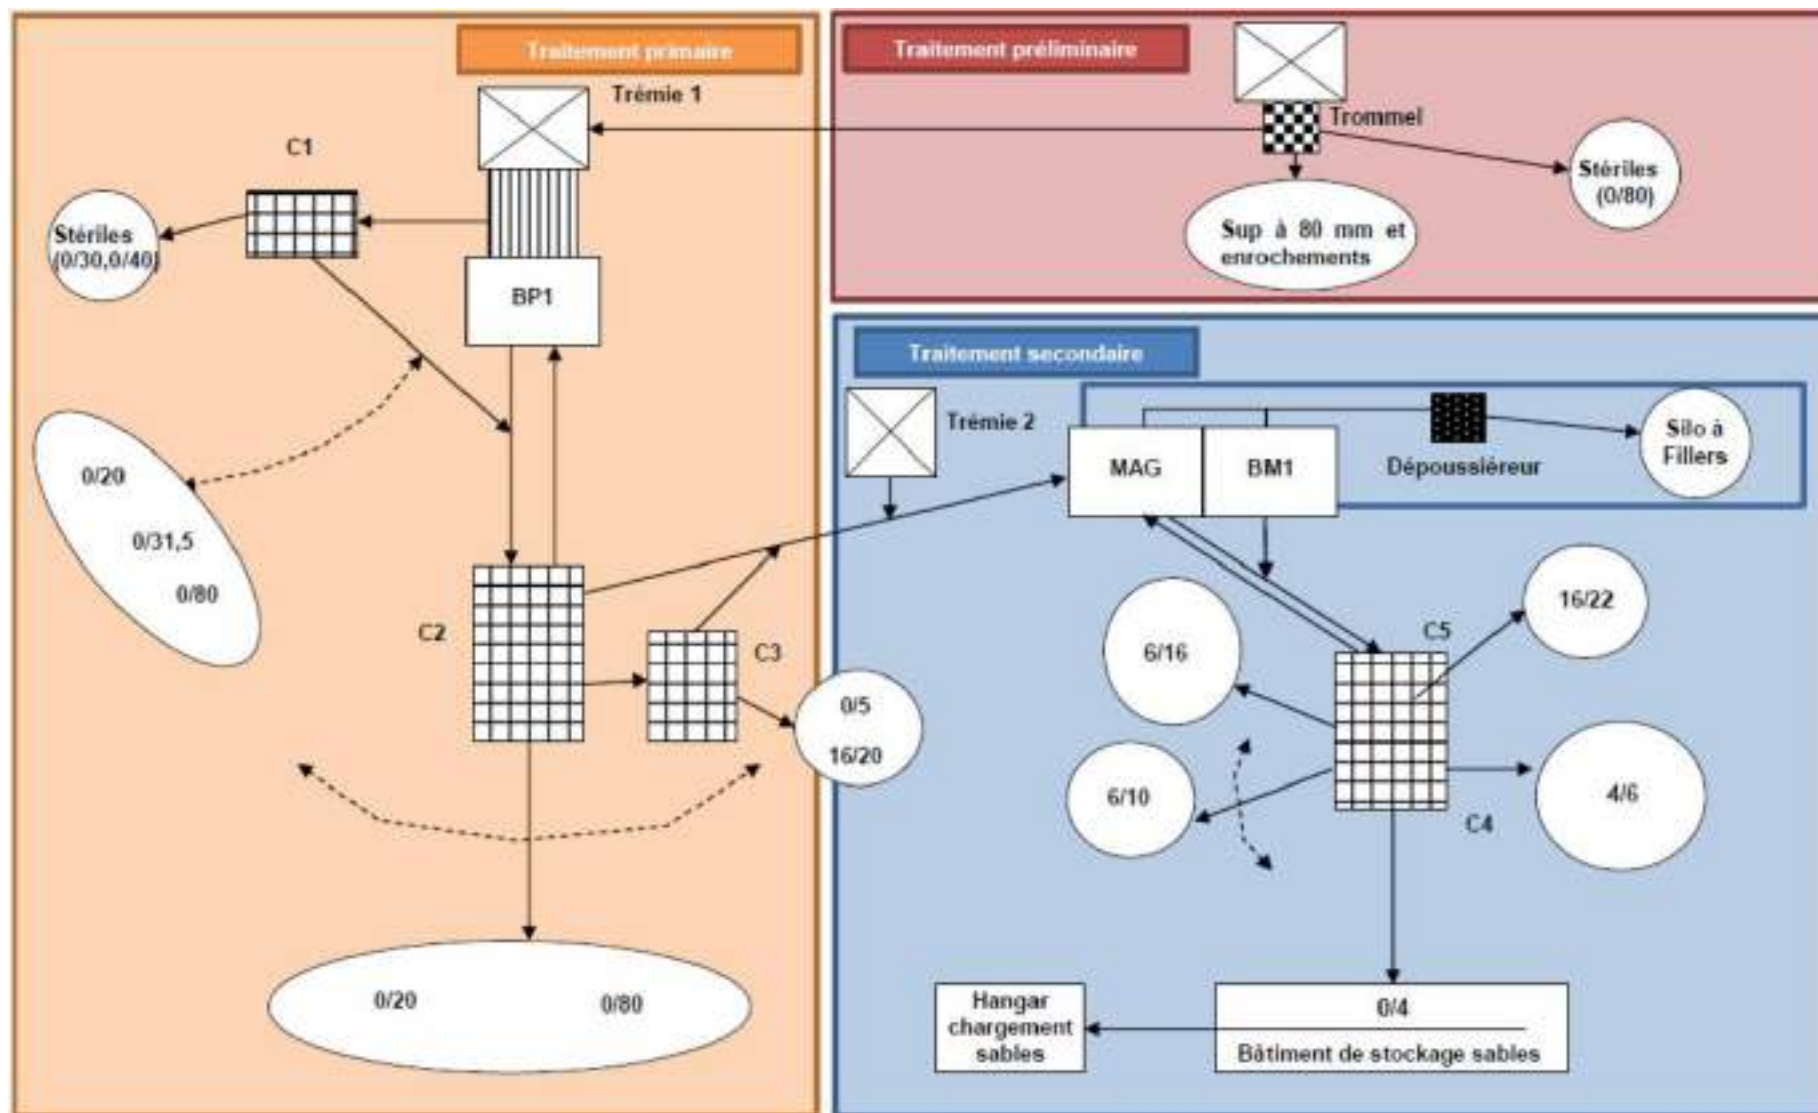 Traitement primaire
Trémie 1
C1
Stériles
(0/30,0/40)
BP1
0/20
0/31,5
0/80
C2
C3
0/5
16/20
0/20
0/80
Traitement préliminaire
Trommel
Stériles
(0/80)
Sup à 80 mm et
enrochements
Traitement secondaire
Trémie 2
MAG
BM1
Dépoussiéreur
Silo à
Fillers
16/22
C5
6/16
6/10
4/6
C4
0/4
Bâtiment de stockage sables
Hangar
chargement
sables